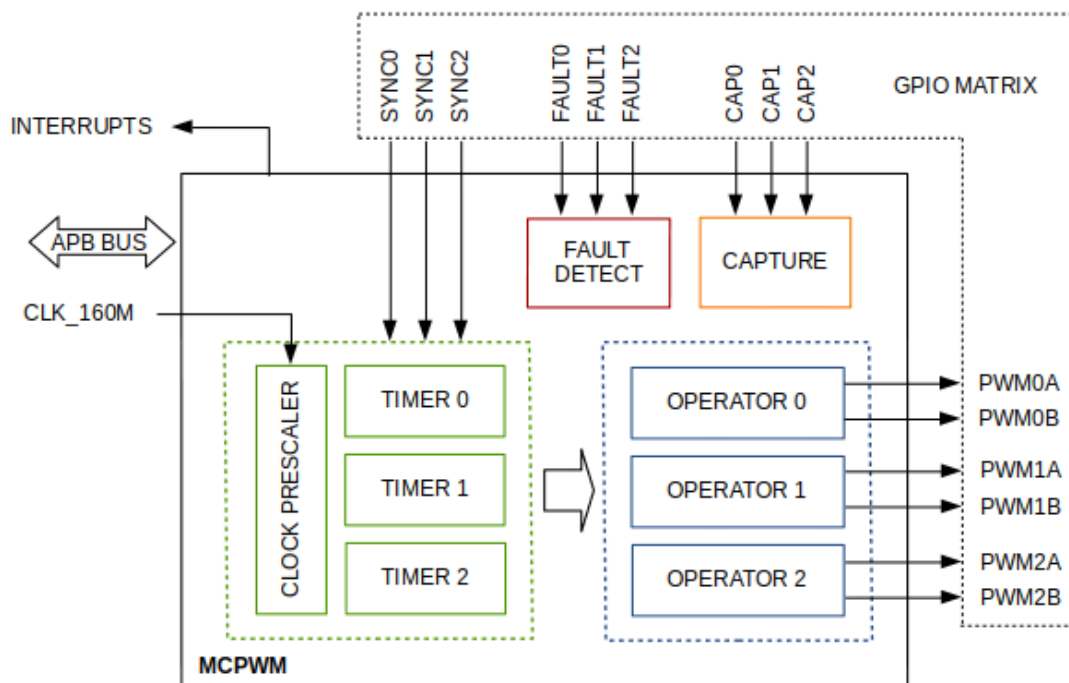 SYNC0
SYNC1
SYNC2
FAULT0
FAULT1
FAULT2
CAP0
CAP1
CAP2
GPIO MATRIX
INTERRUPTS
APB BUS
FAULT
DETECT
CAPTURE
CLK_160M
CLOCK PRESCALER
TIMER 0
TIMER 1
TIMER 2
OPERATOR 0
OPERATOR 1
OPERATOR 2
PWM0A
PWM0B
PWM1A
PWM1B
PWM2A
PWM2B
MCPWM